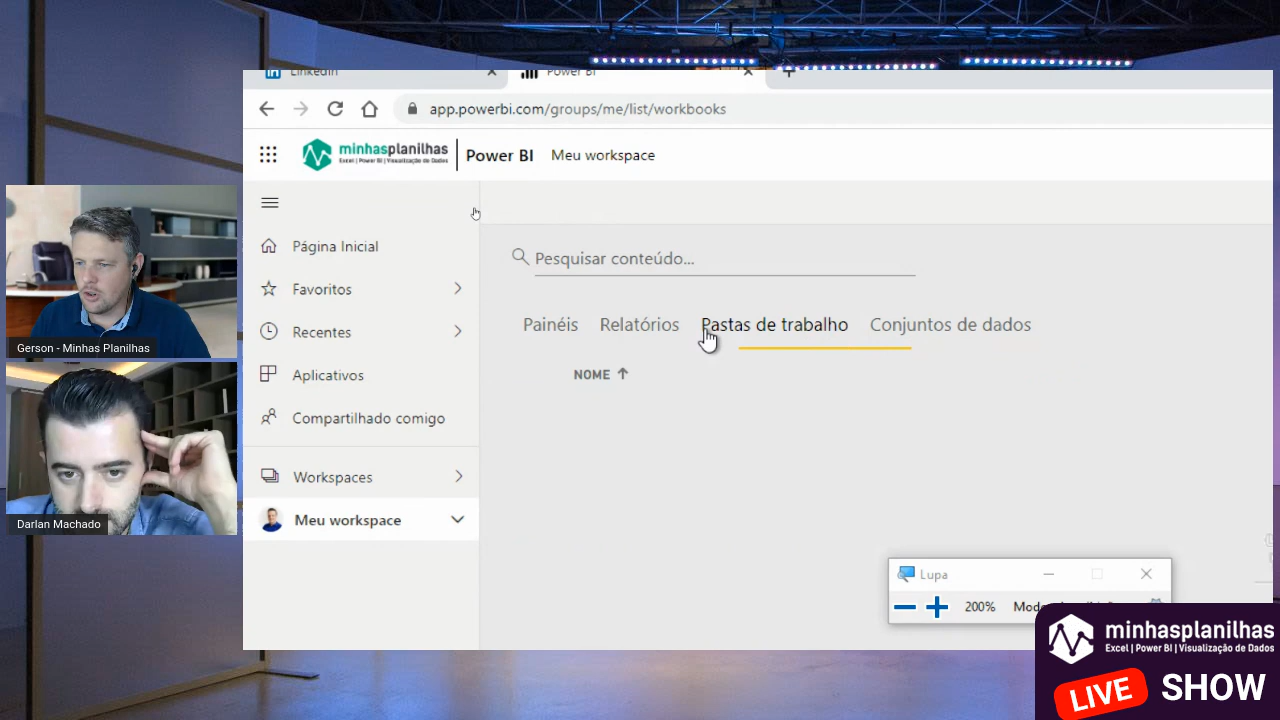 LinkedIn
Power BI
app.powerbi.com/groups/me/list/workbooks
minhasplanilhas
Excel | Power BI | Visualização de Dados
Power BI
Meu workspace
Página Inicial
Favoritos
Recentes
Aplicativos
Compartilhado comigo
Workspaces
Meu workspace
Pesquisar conteúdo...
Painéis
Relatórios
Pastas de trabalho
Conjuntos de dados
NOME
Gerson - Minhas Planilhas
Darlan Machado
Lupa
200%
minhasplanilhas
Excel | Power BI | Visualização de Dados
LIVE SHOW